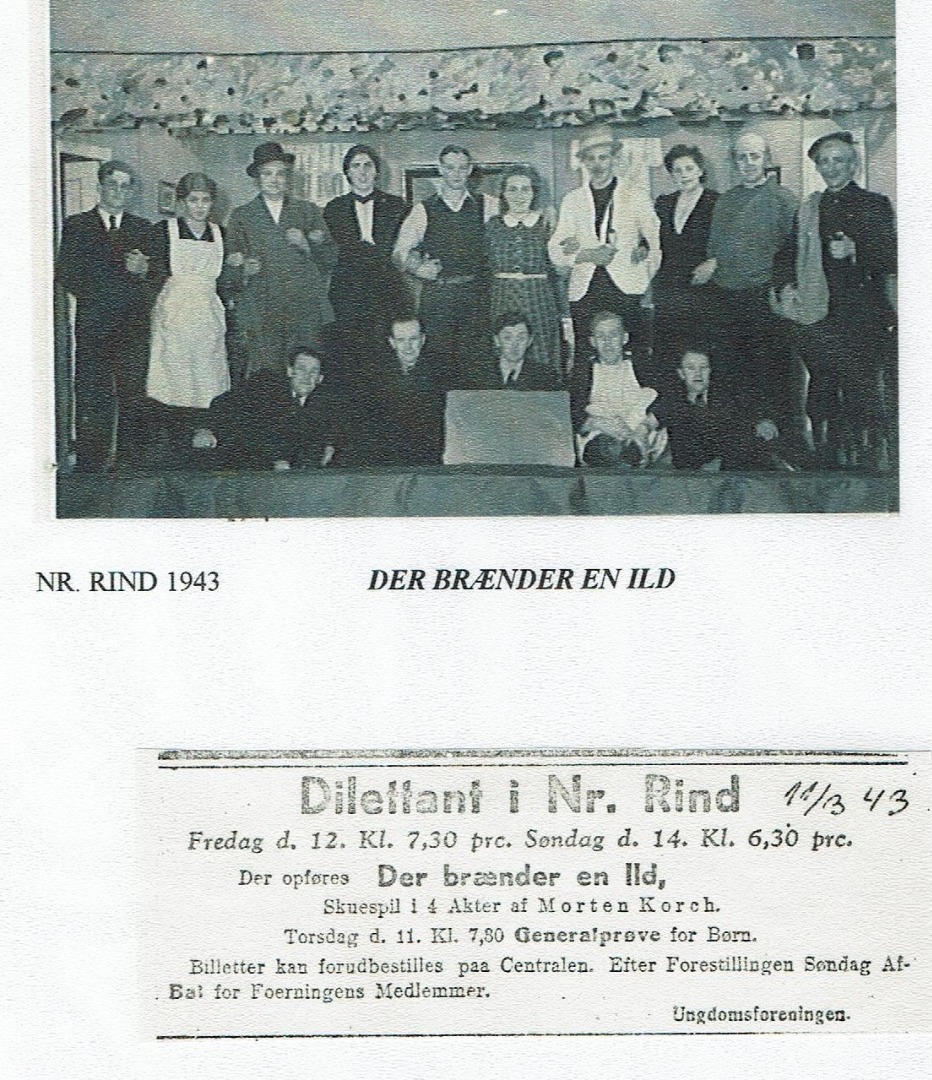 NR. RIND 1943 DER BRÆNDER EN ILD
Dilettant i Nr. Rind 11/3 43
Fredag d. 12. Kl. 7,30 prc. Søndag d. 14. Kl. 6,30 prc.
Der opføres Der brænder en Ild,
Skuespil i 4 Akter af Morten Korch.
Torsdag d. 11. Kl. 7,30 Generalprøve for Børn.
Billetter kan forudbestilles paa Centralen. Efter Forestillingen Søndag Af-
Bal for Foerningens Medlemmer.
Ungdomsforeningen.